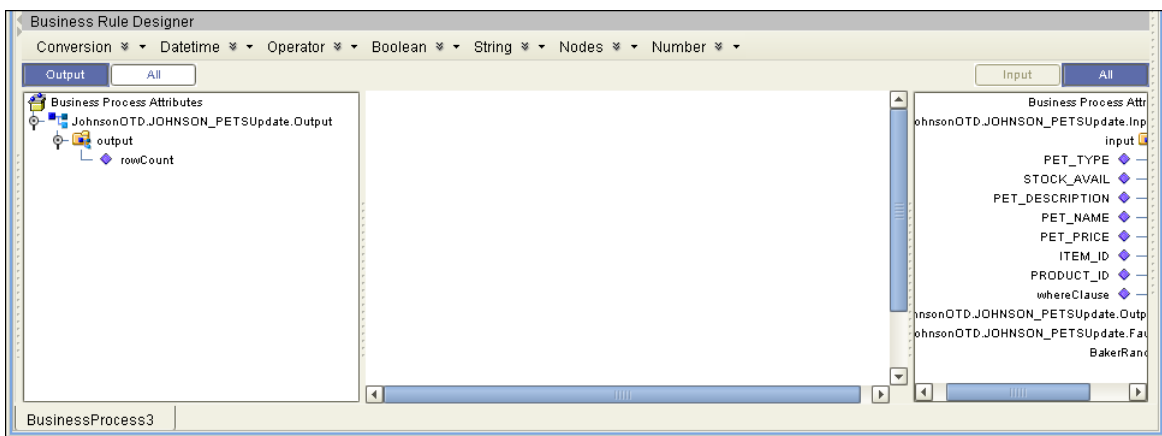 Business Rule Designer
Conversion Datetime Operator Boolean String Nodes Number
Output All Input All
Business Process Attributes
JohnsonOTD.JOHNSON_PETSUpdate.Output
output
rowCount
Business Process Attr
ohnsonOTD.JOHNSON_PETSUpdate.Inp
input
PET_TYPE
STOCK_AVAIL
PET_DESCRIPTION
PET_NAME
PET_PRICE
ITEM_ID
PRODUCT_ID
whereClause
nnsonOTD.JOHNSON_PETSUpdate.Outp
ohnsonOTD.JOHNSON_PETSUpdate.Fau
BakerRand
BusinessProcess3